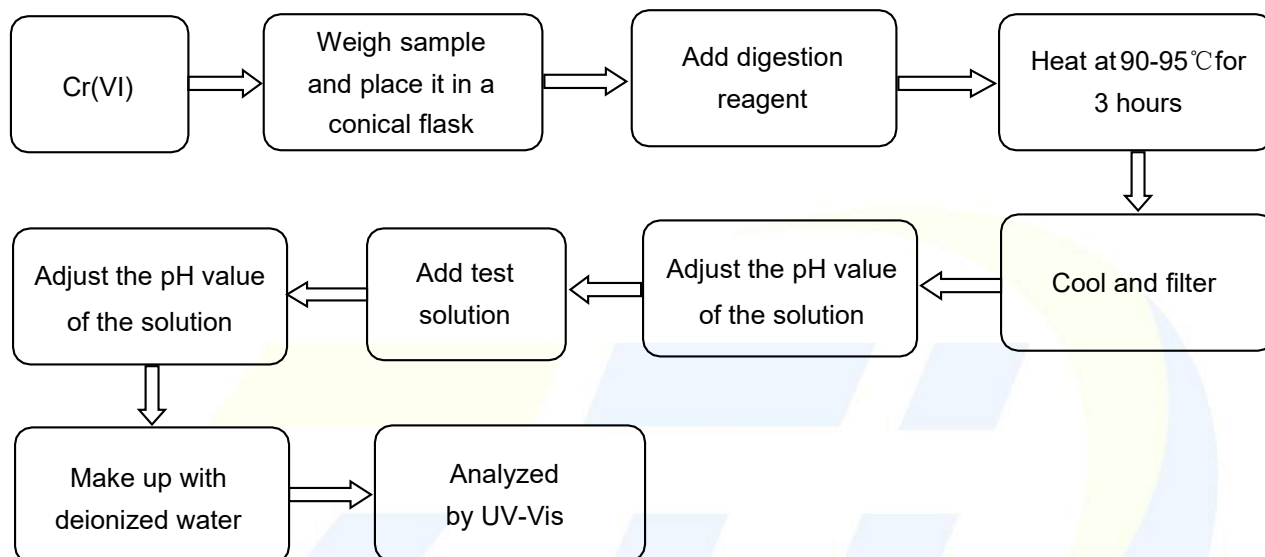 Cr(VI)
Weigh sample
and place it in a
conical flask
Add digestion
reagent
Heat at 90-95℃ for
3 hours
Cool and filter
Adjust the pH value
of the solution
Add test
solution
Adjust the pH value
of the solution
Make up with
deionized water
Analyzed
by UV-Vis